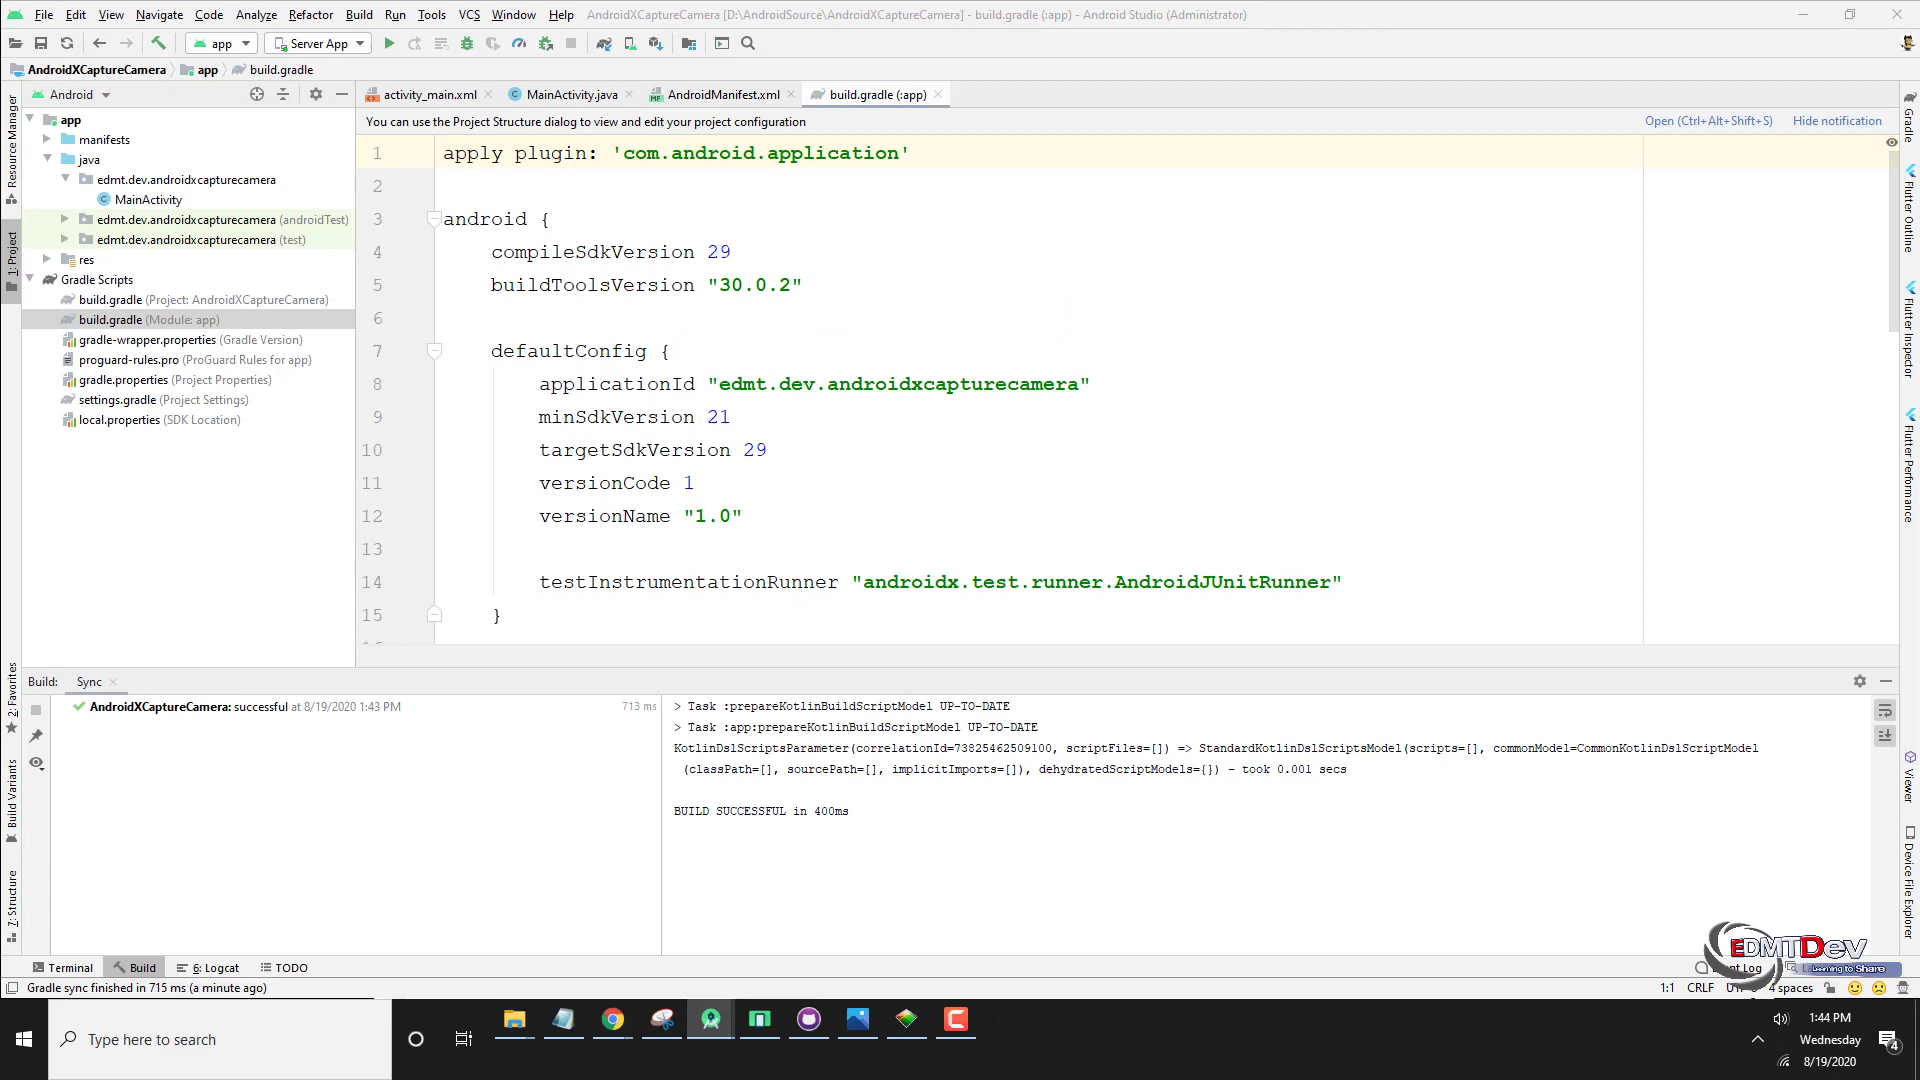 File Edit View Navigate Code Analyze Refactor Build Run Tools VCS Window Help AndroidXCaptureCamera [D:\AndroidSource\AndroidXCaptureCamera] - build.gradle (:app) - Android Studio (Administrator)
app Server App
AndroidXCaptureCamera app build.gradle
Android
activity_main.xml MainActivity.java AndroidManifest.xml build.gradle (:app)
You can use the Project Structure dialog to view and edit your project configuration Open (Ctrl+Alt+Shift+S) Hide notification
Resource Manager
1: Project
2: Favorites
Build Variants
7: Structure
app
manifests
java
edmt.dev.androidxcapturecamera
MainActivity
edmt.dev.androidxcapturecamera (androidTest)
edmt.dev.androidxcapturecamera (test)
res
Gradle Scripts
build.gradle (Project: AndroidXCaptureCamera)
build.gradle (Module: app)
gradle-wrapper.properties (Gradle Version)
proguard-rules.pro (ProGuard Rules for app)
gradle.properties (Project Properties)
settings.gradle (Project Settings)
local.properties (SDK Location)
1 apply plugin: 'com.android.application'
2
3 android {
4 compileSdkVersion 29
5 buildToolsVersion "30.0.2"
6
7 defaultConfig {
8 applicationId "edmt.dev.androidxcapturecamera"
9 minSdkVersion 21
10 targetSdkVersion 29
11 versionCode 1
12 versionName "1.0"
13
14 testInstrumentationRunner "androidx.test.runner.AndroidJUnitRunner"
15 }
Gradle
Flutter Outline
Flutter Inspector
Flutter Performance
Viewer
Device File Explorer
Build: Sync
AndroidXCaptureCamera: successful at 8/19/2020 1:43 PM 713 ms
> Task :prepareKotlinBuildScriptModel UP-TO-DATE
> Task :app:prepareKotlinBuildScriptModel UP-TO-DATE
KotlinDslScriptsParameter(correlationId=73825462509100, scriptFiles=[]) => StandardKotlinDslScriptsModel(scripts=[], commonModel=CommonKotlinDslScriptModel
(classPath=[], sourcePath=[], implicitImports=[]), dehydratedScriptModels={}) - took 0.001 secs
BUILD SUCCESSFUL in 400ms
EDMTDev
Learning to Share
Terminal Build 6: Logcat TODO Log
Gradle sync finished in 715 ms (a minute ago) 1:1 CRLF 4 spaces
Type here to search
1:44 PM
Wednesday
8/19/2020
4